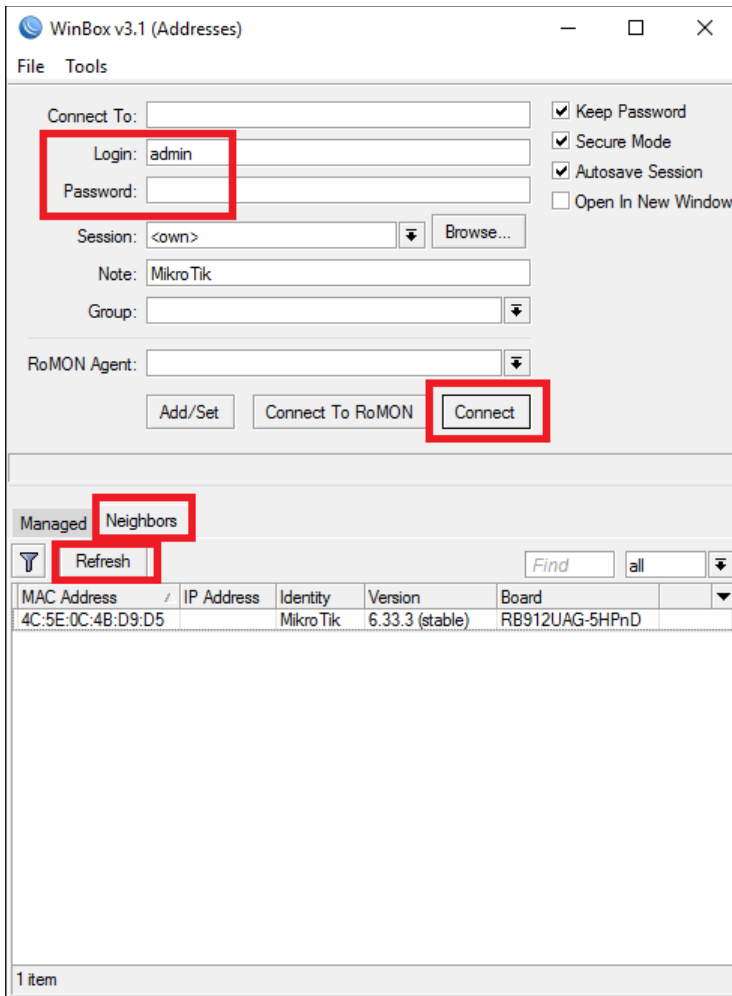 WinBox v3.1 (Addresses)
File Tools
Connect To:
Keep Password
Login: admin
Secure Mode
Password:
Autosave Session
Open In New Window
Session: <own> Browse...
Note: MikroTik
Group:
RoMON Agent:
Add/Set Connect To RoMON Connect
Managed Neighbors
Refresh Find all
MAC Address IP Address Identity Version Board
4C:5E:0C:4B:D9:D5 MikroTik 6.33.3 (stable) RB912UAG-5HPnD
1 item